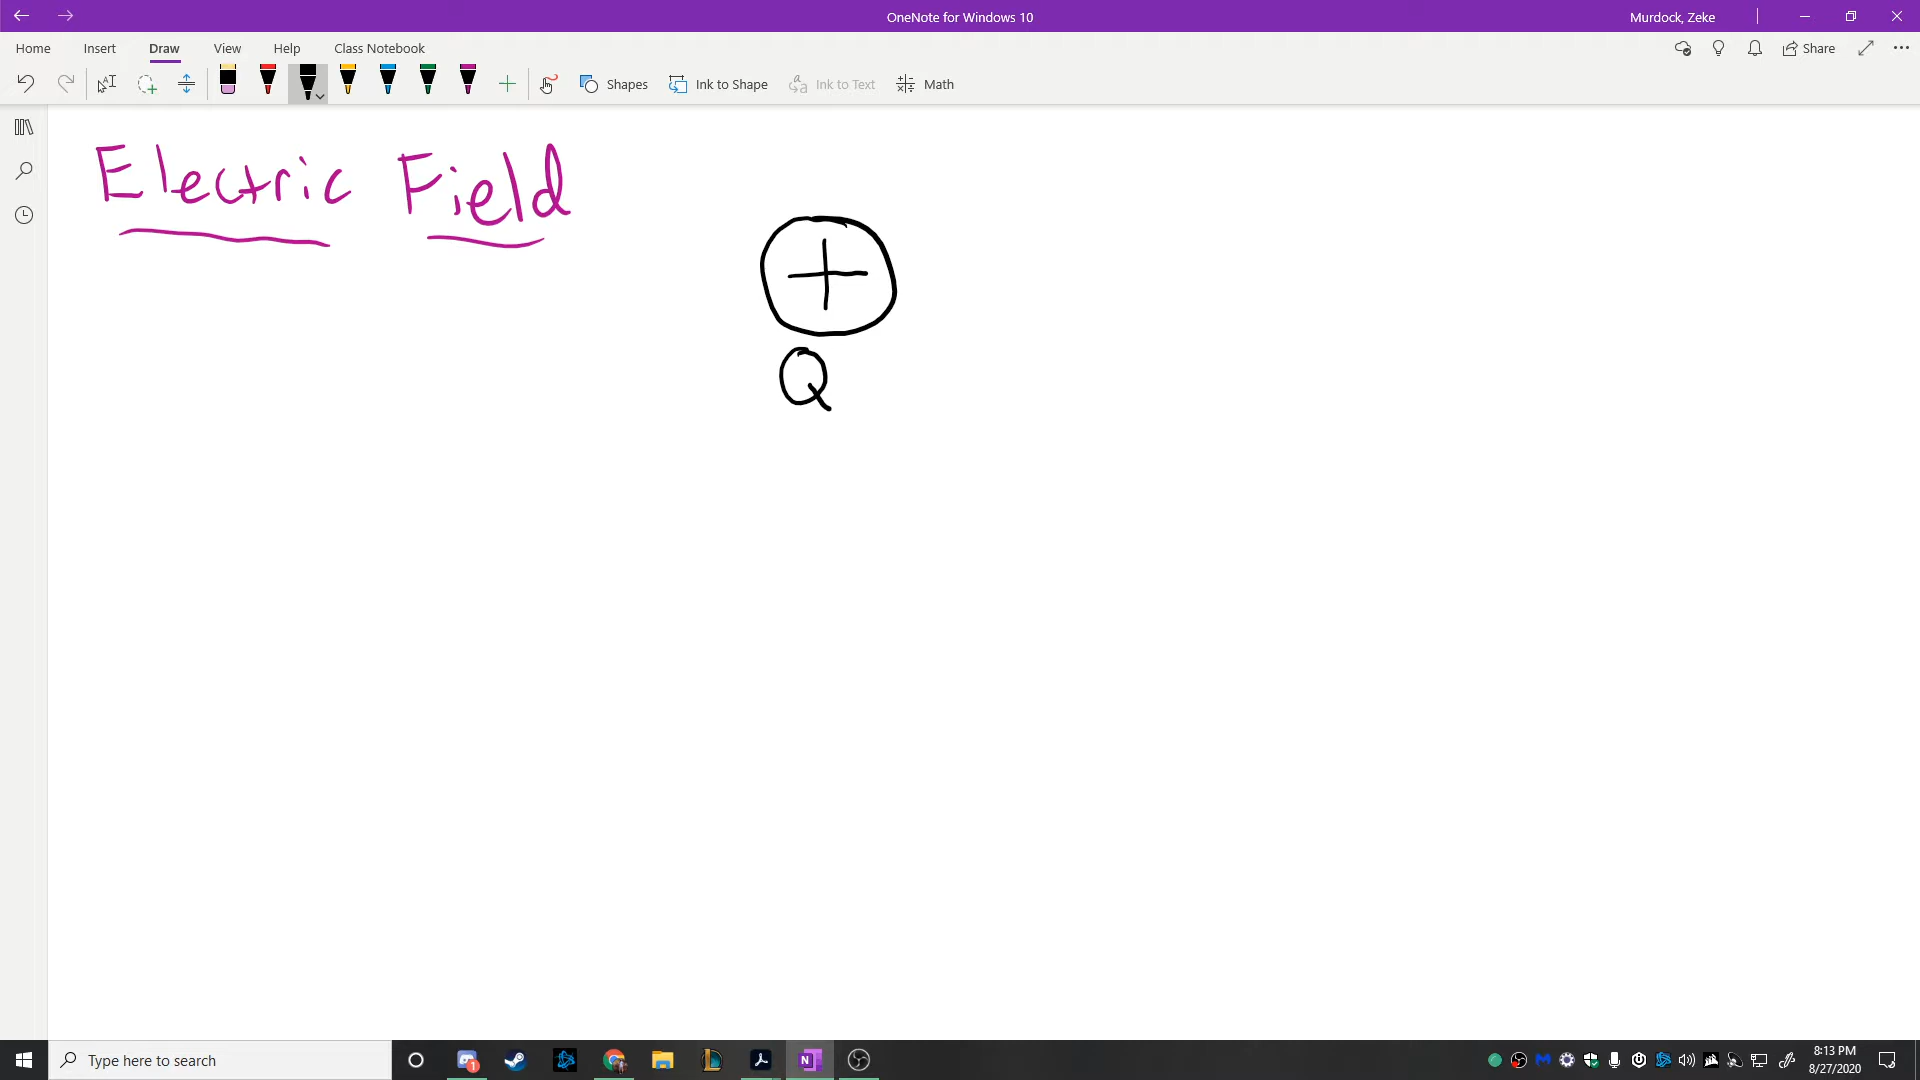 OneNote for Windows 10
Murdock, Zeke
Home Insert Draw View Help Class Notebook
Share
Shapes Ink to Shape Ink to Text Math
Electric Field
+
Q
Type here to search
1
N
8:13 PM
8/27/2020